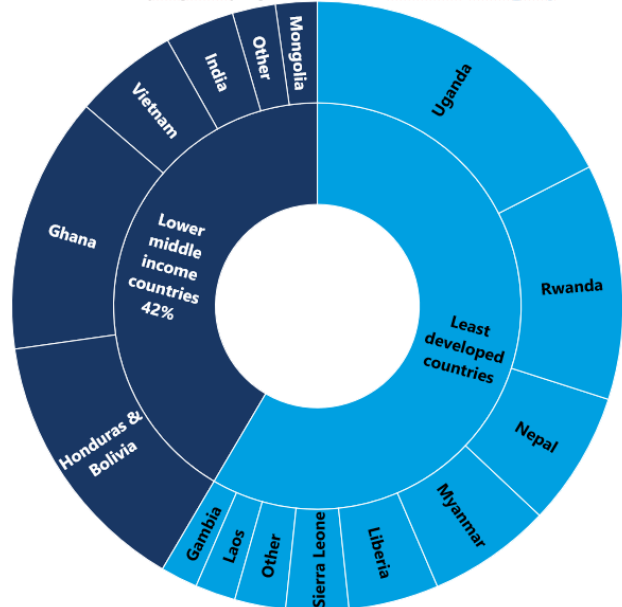 Uganda
Rwanda
Nepal
Myanmar
Liberia
Sierra Leone
Other
Laos
Gambia
Honduras &
Bolivia
Ghana
Vietnam
India
Other
Mongolia
Least
developed
countries
Lower
middle
income
countries
42%